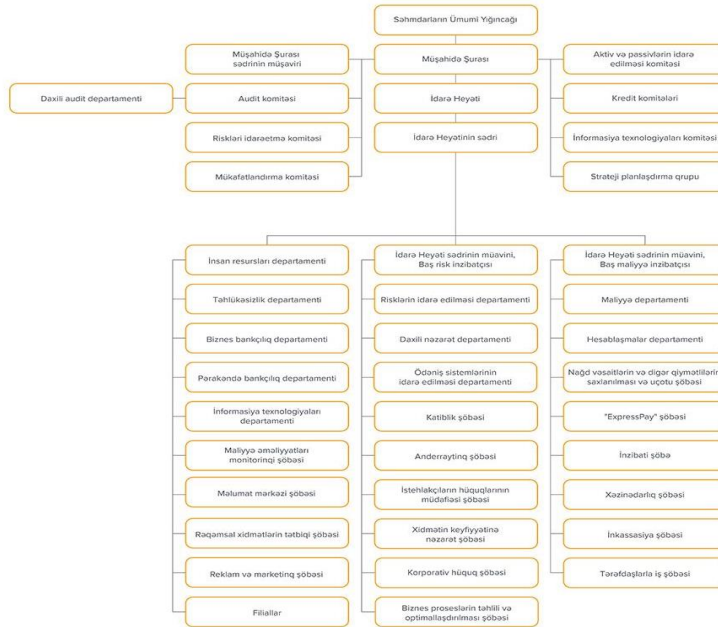 Səhmdarların Ümumi Yığıncağı
Müşahidə Şurası
sədrinin müşaviri
Müşahidə Şurası
Aktiv və passivlərin idarə
edilməsi komitəsi
Daxili audit departamenti
Audit komitəsi
İdarə Heyəti
Kredit komitələri
Riskləri idarəetmə komitəsi
İdarə Heyətinin sədri
İnformasiya texnologiyaları komitəsi
Mükafatlandırma komitəsi
Strateji planlaşdırma qrupu
İnsan resursları departamenti
Təhlükəsizlik departamenti
Biznes bankçılıq departamenti
Pərakəndə bankçılıq departamenti
İnformasiya texnologiyaları
departamenti
Maliyyə əməliyyatları
monitorinqi şöbəsi
Məlumat mərkəzi şöbəsi
Rəqəmsal xidmətlərin tətbiqi şöbəsi
Reklam və marketinq şöbəsi
Filiallar
İdarə Heyəti sədrinin müavini,
Baş risk inzibatçısı
Risklərin idarə edilməsi departamenti
Daxili nəzarət departamenti
Ödəniş sistemlərinin
idarə edilməsi departamenti
Katiblik şöbəsi
Anderraytinq şöbəsi
İstehlakçıların hüquqlarının
müdafiəsi şöbəsi
Xidmətin keyfiyyətinə
nəzarət şöbəsi
Korporativ hüquq şöbəsi
Biznes proseslərin təhlili və
optimallaşdırılması şöbəsi
İdarə Heyəti sədrinin müavini,
Baş maliyyə inzibatçısı
Maliyyə departamenti
Hesablaşmalar departamenti
Nağd vəsaitlərin və digər qiymətlilərin
saxlanılması və uçotu şöbəsi
"ExpressPay" şöbəsi
İnzibati şöbə
Xəzinədarlıq şöbəsi
İnkassasiya şöbəsi
Tərəfdaşlarla iş şöbəsi